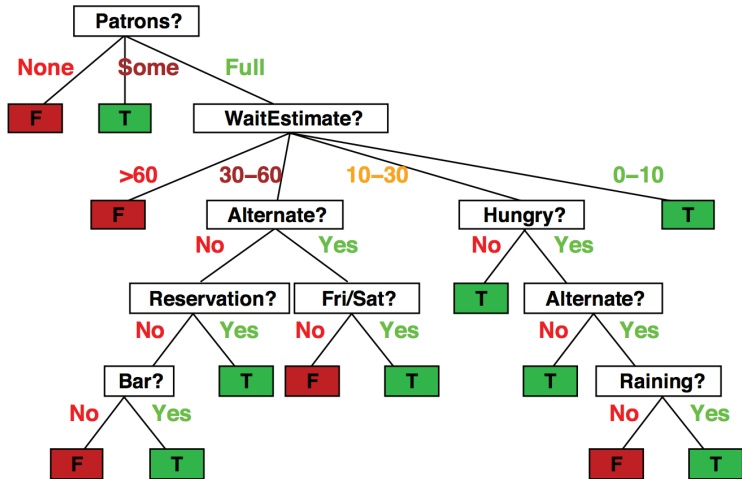 Patrons?
None Some Full
F T WaitEstimate?
>60 30–60 10–30 0–10
F Alternate? Hungry? T
No Yes No Yes
Reservation? Fri/Sat? T Alternate?
No Yes No Yes No Yes
Bar? T F T T Raining?
No Yes No Yes
F T F T